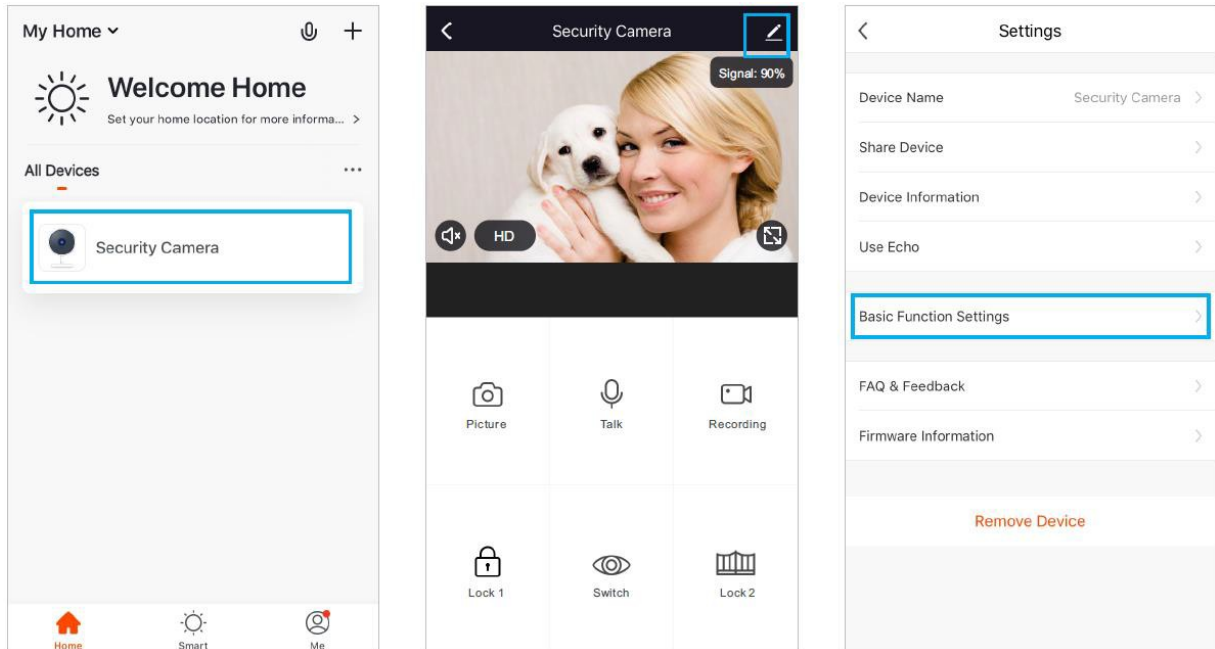 My Home
Welcome Home
Set your home location for more informa...
All Devices
...
Security Camera
Home
Smart
Me
Security Camera
Signal: 90%
HD
Picture
Talk
Recording
Lock 1
Switch
Lock 2
Settings
Device Name
Security Camera
Share Device
Device Information
Use Echo
Basic Function Settings
FAQ & Feedback
Firmware Information
Remove Device